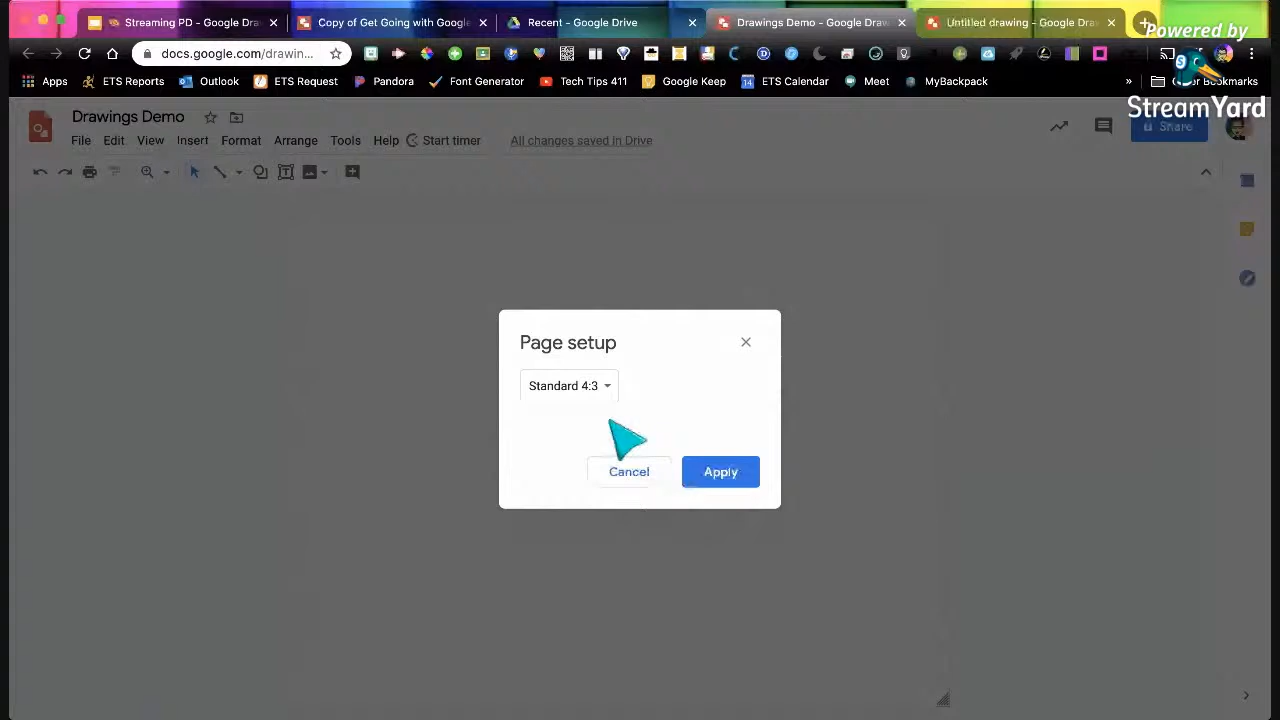 Streaming PD - Google Dra
Copy of Get Going with Google
Recent - Google Drive
Drawings Demo - Google Draw
Untitled drawing - Google Dra
Powered by
StreamYard
docs.google.com/drawin...
Apps
ETS Reports
Outlook
ETS Request
Pandora
Font Generator
Tech Tips 411
Google Keep
ETS Calendar
Meet
MyBackpack
»
Bookmarks
Drawings Demo
File Edit View Insert Format Arrange Tools Help Start timer All changes saved in Drive
Share
Page setup
Standard 4:3
Cancel
Apply